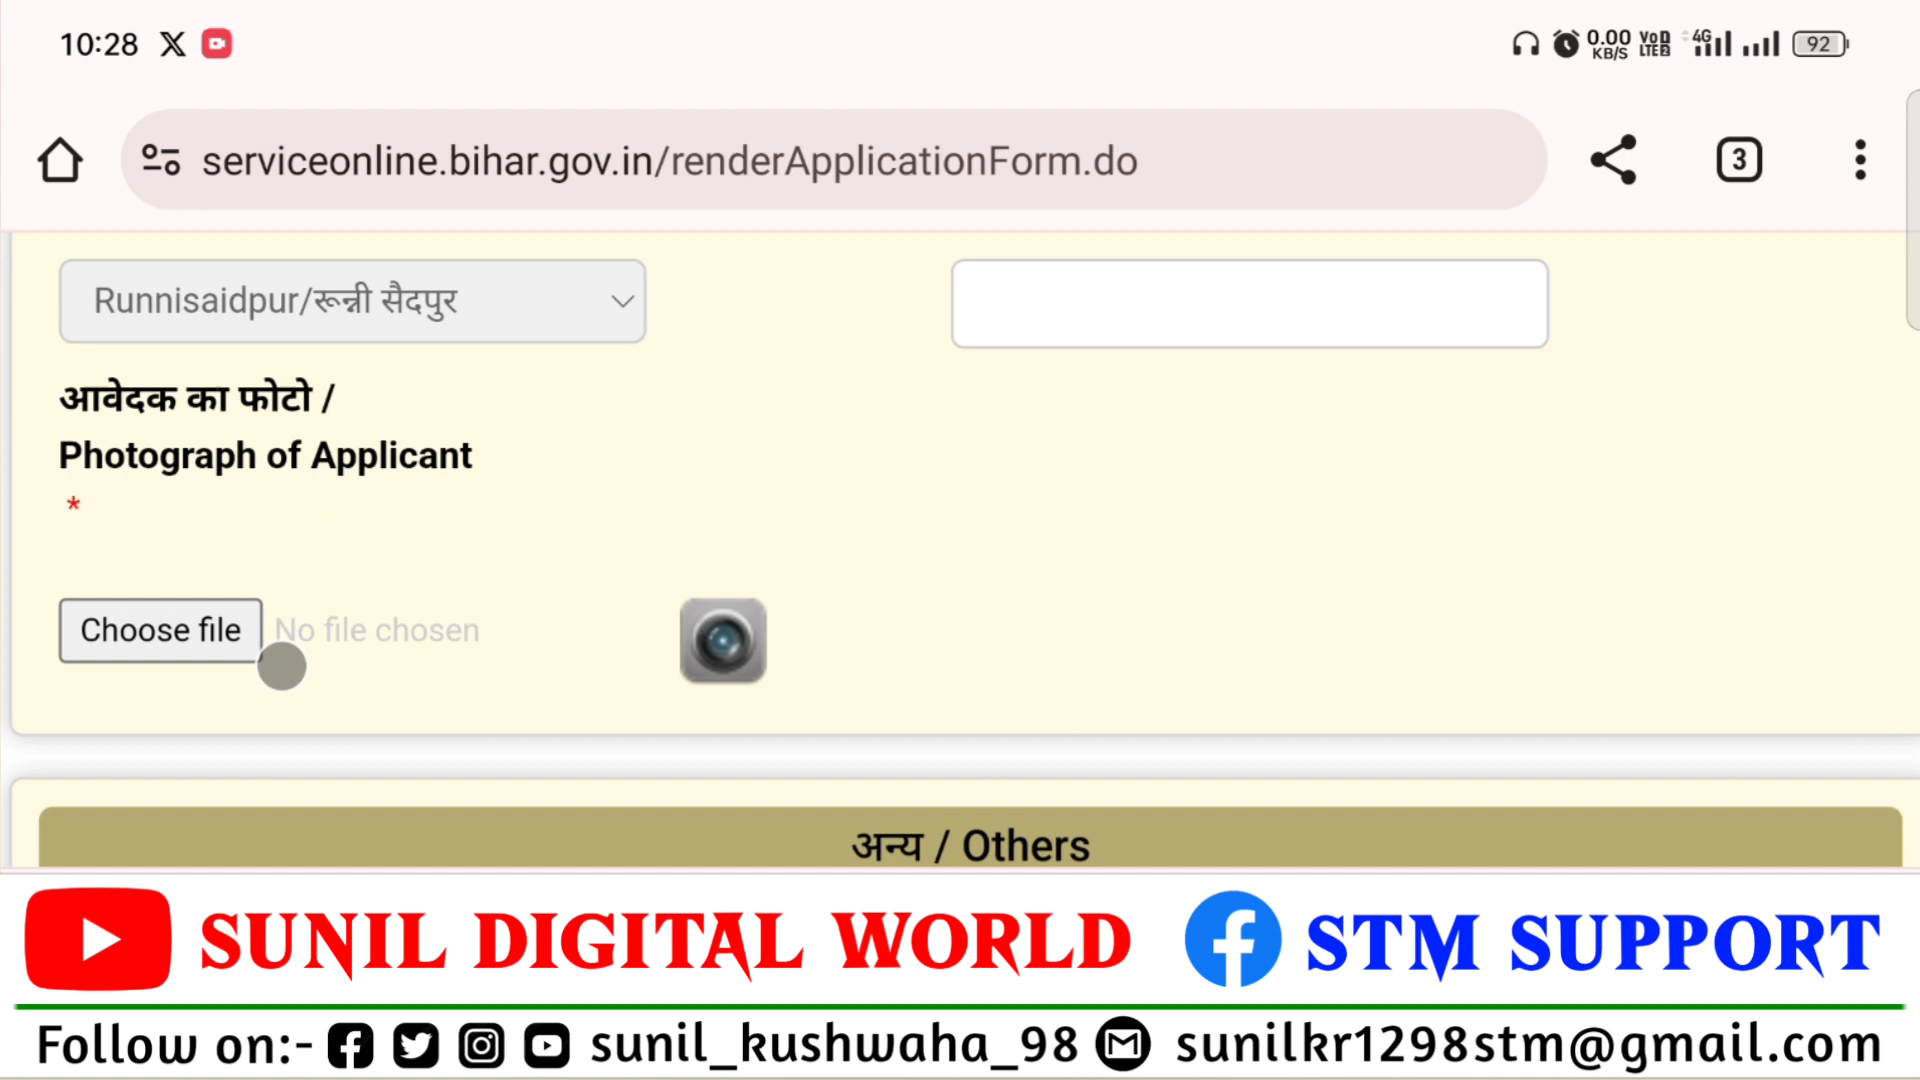 10:28
0.00 KB/S VoD LTE2 4G 92
serviceonline.bihar.gov.in/renderApplicationForm.do
3
Runnisaidpur/रून्नी सैदपुर
आवेदक का फोटो /
Photograph of Applicant
*
Choose file No file chosen
अन्य / Others
SUNIL DIGITAL WORLD STM SUPPORT
Follow on:- sunil_kushwaha_98 sunilkr1298stm@gmail.com